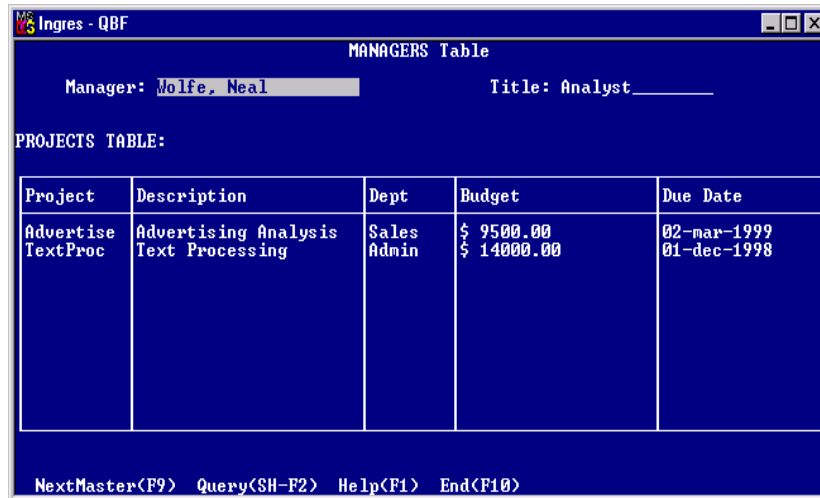 Ingres - QBF
MANAGERS Table
Manager: Wolfe, Neal Title: Analyst_________
PROJECTS TABLE:
Project Description Dept Budget Due Date
Advertise Advertising Analysis Sales $ 9500.00 02-mar-1999
TextProc Text Processing Admin $ 14000.00 01-dec-1998
NextMaster(F9) Query(SH-F2) Help(F1) End(F10)